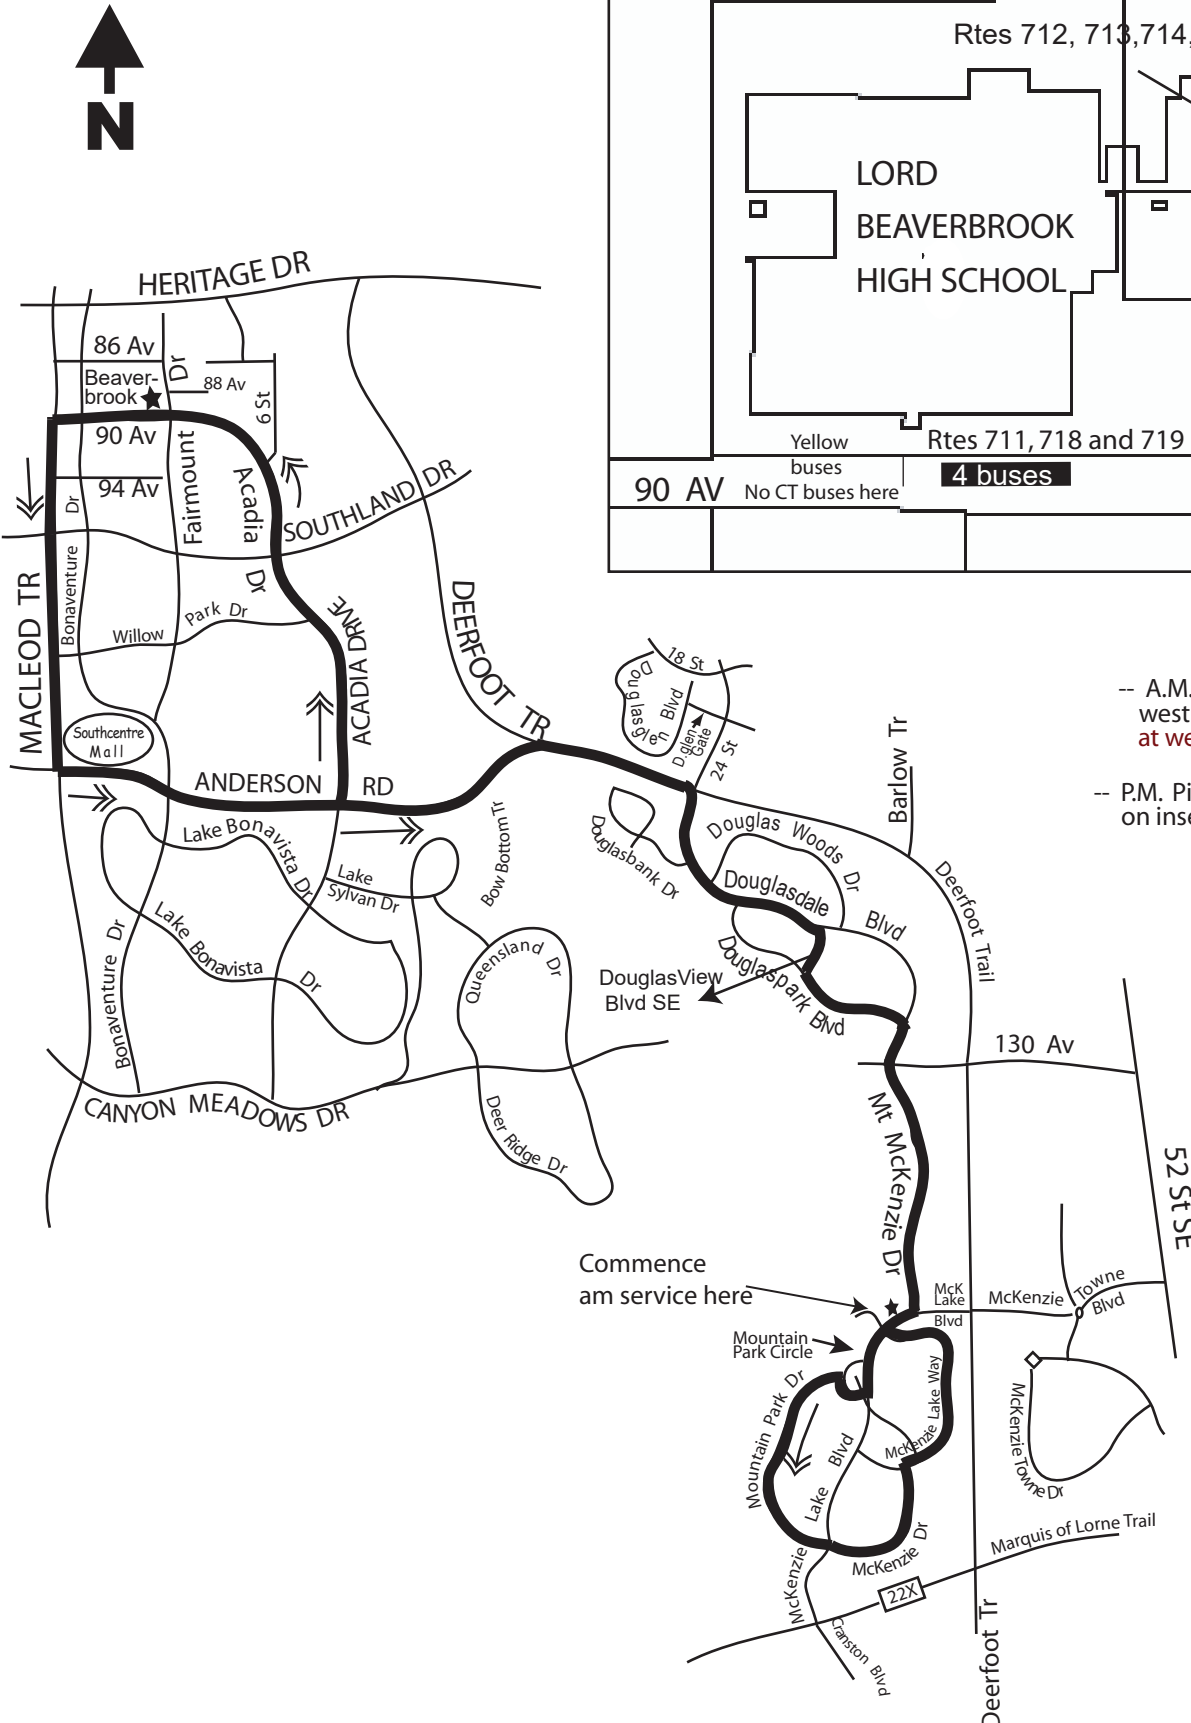 N
Rtes 712, 713,714,
LORD
BEAVERBROOK
HIGH SCHOOL
Rtes 711, 718 and 719
Yellow
buses
No CT buses here
4 buses
90 AV
HERITAGE DR
86 Av
Beaver-
brook
Dr
88 Av
6 St
90 Av
94 Av
Dr
Bonaventure
Fairmount
Acadia
Dr
SOUTHLAND DR
MACLEOD TR
Willow Park Dr
ACADIA DRIVE
DEERFOOT TR
Southcentre
Mall
ANDERSON RD
18 St
Douglasglen
Blvd
D.glen
Gate
24 St
Barlow Tr
-- A.M.
west
at we
-- P.M. Pi
on inse
Lake Bonavista Dr
Lake
Sylvan Dr
Bow Bottom Tr
Douglasbank Dr
Douglas Woods Dr
Douglasdale Blvd
Deerfoot Trail
Lake Bonavista Dr
Bonaventure Dr
Queensland Dr
DouglasView
Blvd SE
Douglaspark Blvd
130 Av
CANYON MEADOWS DR
Deer Ridge Dr
Mt McKenzie Dr
52 St SE
Commence
am service here
McK
Lake
Blvd
McKenzie Towne
Blvd
Mountain
Park Circle
Mountain Park Dr
McKenzie Lake Way
McKenzie Towne Dr
McKenzie Lake Blvd
McKenzie Dr
Marquis of Lorne Trail
22X
Cranston Blvd
Deerfoot Tr